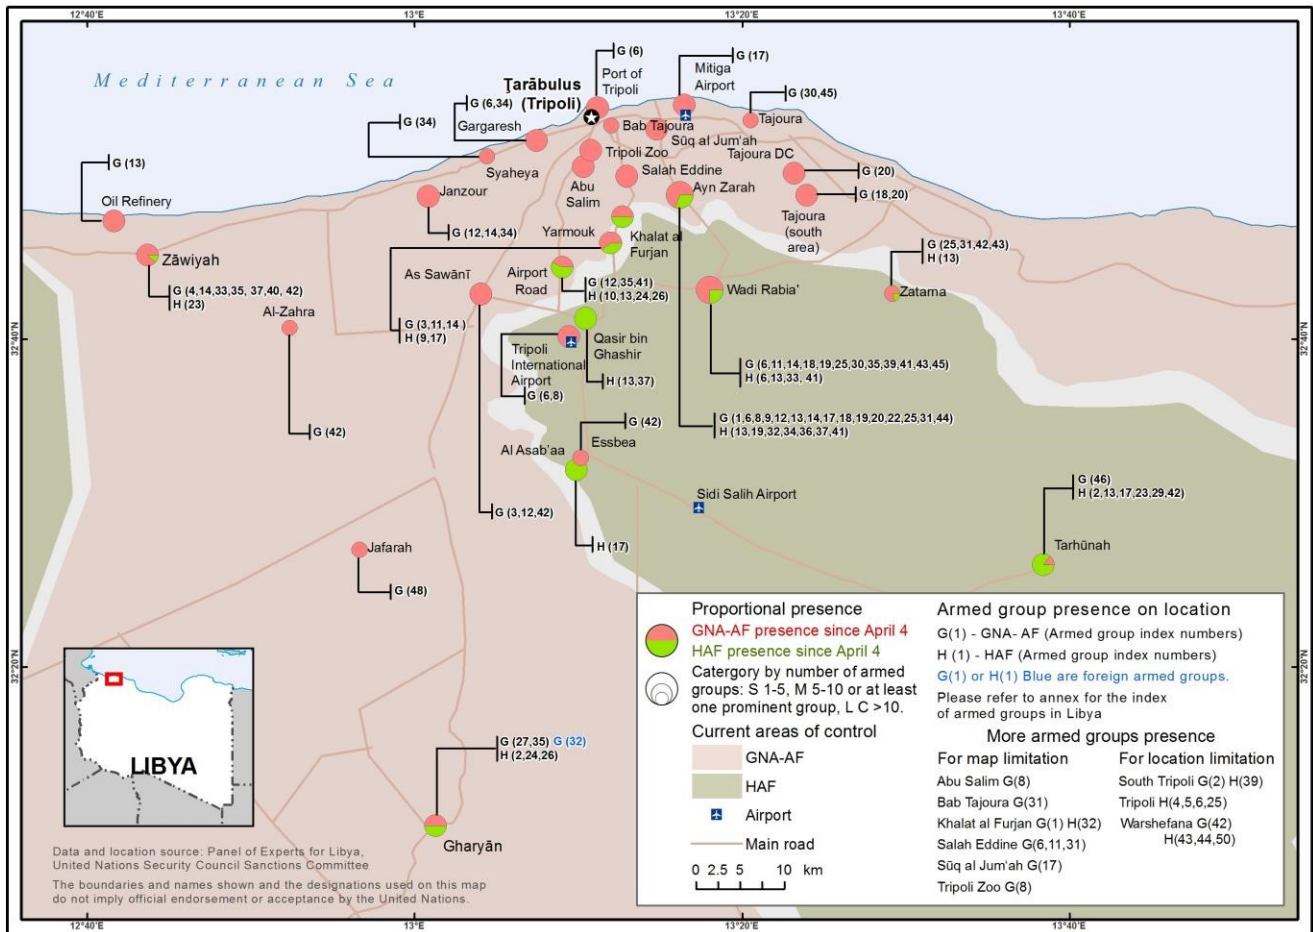 12°40'E
13°E
13°20'E
13°40'E
Mediterranean Sea
G (6)
G (17)
Ţarābulus
(Tripoli)
Port of
Tripoli
Mitiga
Airport
G (6,34)
Gargaresh
G (30,45)
G (34)
Bab Tajoura
Tajoura
Sūq al Jum'ah
Tajoura DC
G (13)
Syaheya
Tripoli Zoo
Salah Eddine
G (20)
Oil Refinery
Janzour
Abu
Salim
Ayn Zarah
G (18,20)
Tajoura
(south
area)
G (12,14,34)
Yarmouk
Khalat al
Furjan
G (25,31,42,43)
H (13)
Zāwiyah
As Sawānī
Airport
Road
G (12,35,41)
H (10,13,24,26)
Wadi Rabia'
Zatarna
G (4,14,33,35, 37,40, 42)
H (23)
Al-Zahra
G (3,11,14 )
H (9,17)
32°40'N
32°40'N
Tripoli
International
Airport
Qasir bin
Ghashir
G (6,11,14,18,19,25,30,35,39,41,43,45)
H (6,13,33, 41)
H (13,37)
G (6,8)
G (42)
G (42)
G (1,6,8,9,12,13,14,17,18,19,20,22,25,31,44)
H (13,19,32,34,36,37,41)
Al Asab'aa
Essbea
Sidi Salih Airport
G (46)
H (2,13,17,23,29,42)
G (3,12,42)
H (17)
Jafarah
Tarhūnah
G (48)
Proportional presence
GNA-AF presence since April 4
HAF presence since April 4
Catergory by number of armed
groups: S 1-5, M 5-10 or at least
one prominent group, L C >10.
Current areas of control
GNA-AF
HAF
Airport
Main road
0 2.5 5 10 km
Armed group presence on location
G(1) - GNA- AF (Armed group index numbers)
H (1) - HAF (Armed group index numbers)
G(1) or H(1) Blue are foreign armed groups.
Please refer to annex for the index
of armed groups in Libya
More armed groups presence
For map limitation
Abu Salim G(8)
Bab Tajoura G(31)
Khalat al Furjan G(1) H(32)
Salah Eddine G(6,11,31)
Sūq al Jum'ah G(17)
Tripoli Zoo G(8)
For location limitation
South Tripoli G(2) H(39)
Tripoli H(4,5,6,25)
Warshefana G(42)
H(43,44,50)
32°20'N
32°20'N
LIBYA
G (27,35) G (32)
H (2,24,26)
Gharyān
Data and location source: Panel of Experts for Libya,
United Nations Security Council Sanctions Committee
The boundaries and names shown and the designations used on this map
do not imply official endorsement or acceptance by the United Nations.
12°40'E
13°E
13°20'E
13°40'E